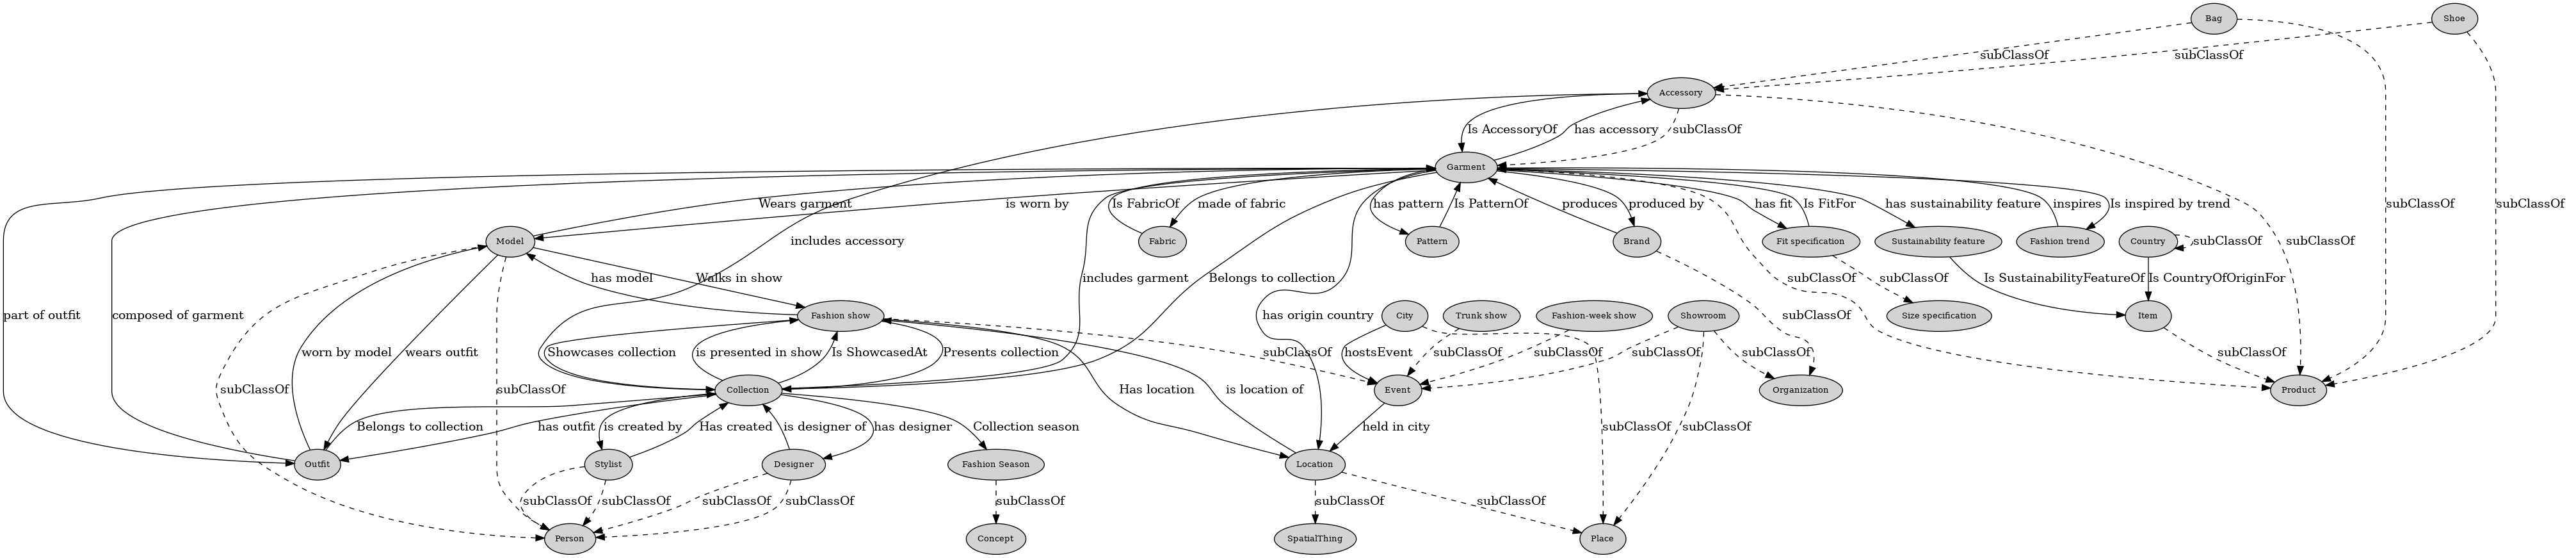 Bag
Shoe
subClassOf
subClassOf
Accessory
Is AccessoryOf
has accessory
subClassOf
Garment
Wears garment
is worn by
Is FabricOf
made of fabric
has pattern
Is PatternOf
produces
produced by
has fit
Is FitFor
has sustainability feature
inspires
Is inspired by trend
subClassOf
subClassOf
Model
includes accessory
Fabric
Pattern
Brand
Fit specification
Sustainability feature
Fashion trend
Country
subClassOf
subClassOf
has model
Walks in show
includes garment
Belongs to collection
subClassOf
subClassOf
Is SustainabilityFeatureOf
Is CountryOfOriginFor
part of outfit
composed of garment
Fashion show
has origin country
City
Trunk show
Fashion-week show
Showroom
subClassOf
Size specification
Item
worn by model
wears outfit
Showcases collection
is presented in show
Is ShowcasedAt
Presents collection
subClassOf
hostsEvent
subClassOf
subClassOf
subClassOf
subClassOf
subClassOf
subClassOf
subClassOf
Collection
Has location
is location of
Event
Organization
Product
Belongs to collection
has outfit
is created by
Has created
is designer of
has designer
Collection season
held in city
subClassOf
subClassOf
Outfit
Stylist
Designer
Fashion Season
Location
subClassOf
subClassOf
subClassOf
subClassOf
subClassOf
subClassOf
subClassOf
Person
Concept
SpatialThing
Place